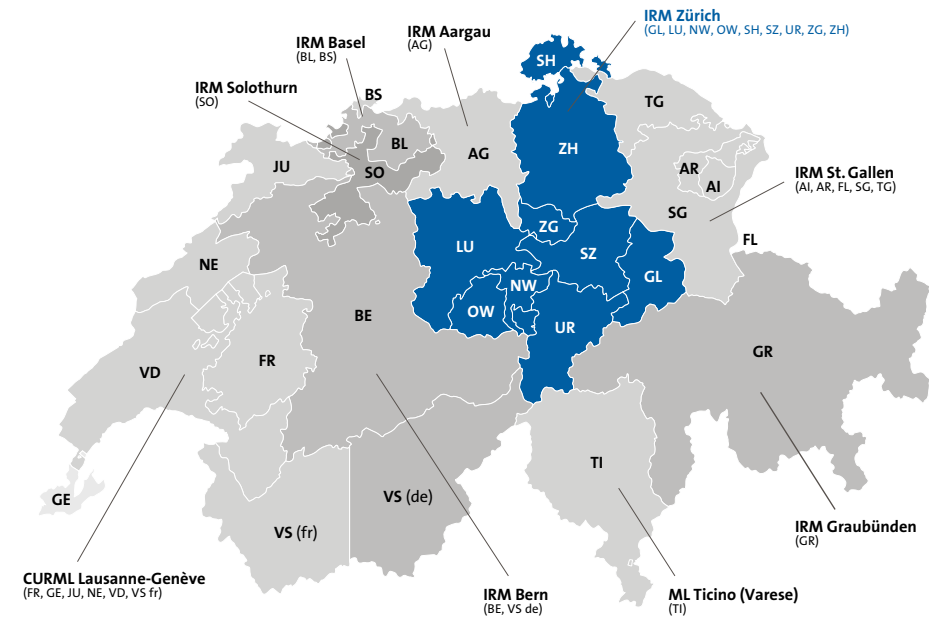 IRM Zürich
(GL, LU, NW, OW, SH, SZ, UR, ZG, ZH)
IRM Aargau
(AG)
IRM Basel
(BL, BS)
IRM Solothurn
(SO)
SH
BS
TG
BL
ZH
AG
JU
SO
AR
AI
IRM St. Gallen
(AI, AR, FL, SG, TG)
SG
ZG
FL
LU
SZ
NE
GL
NW
OW
BE
UR
GR
FR
VD
TI
VS (de)
GE
VS (fr)
IRM Graubünden
(GR)
CURML Lausanne-Genève
(FR, GE, JU, NE, VD, VS fr)
IRM Bern
(BE, VS de)
ML Ticino (Varese)
(TI)